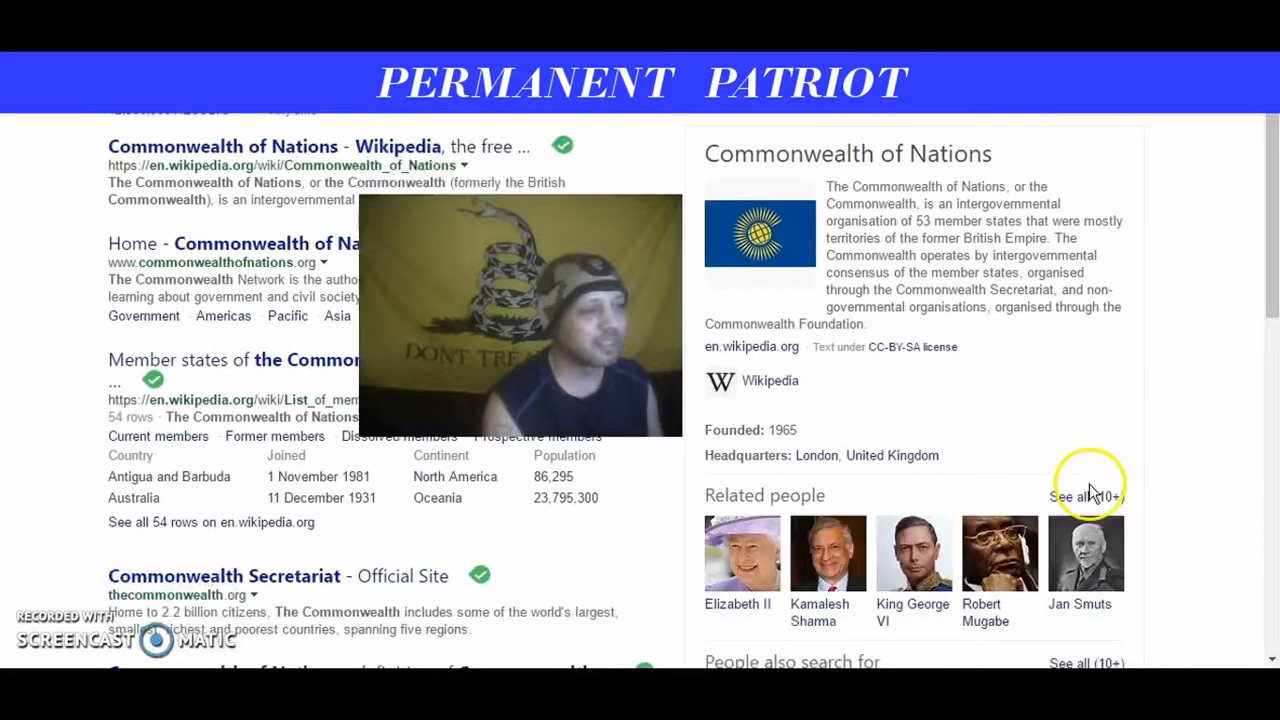 PERMANENT PATRIOT
Commonwealth of Nations - Wikipedia, the free ...
https://en.wikipedia.org/wiki/Commonwealth_of_Nations
The Commonwealth of Nations, or the Commonwealth (formerly the British
Commonwealth), is an intergovernmental
Home - Commonwealth of Na
www.commonwealthofnations.org
The Commonwealth Network is the autho
learning about government and civil society
Government · Americas · Pacific · Asia
Member states of the Common
...
https://en.wikipedia.org/wiki/List_of_mem
54 rows · The Commonwealth of Nations
Current members · Former members · Dissolved members · Prospective members
Country Joined Continent Population
Antigua and Barbuda 1 November 1981 North America 86,295
Australia 11 December 1931 Oceania 23,795,300
See all 54 rows on en.wikipedia.org
Commonwealth Secretariat - Official Site
thecommonwealth.org
Home to 2.2 billion citizens, The Commonwealth includes some of the world's largest,
smallest, richest and poorest countries, spanning five regions.
DONT TRE
RECORDED WITH
SCREENCAST MATIC
Commonwealth of Nations
The Commonwealth of Nations, or the
Commonwealth, is an intergovernmental
organisation of 53 member states that were mostly
territories of the former British Empire. The
Commonwealth operates by intergovernmental
consensus of the member states, organised
through the Commonwealth Secretariat, and non-
governmental organisations, organised through the
Commonwealth Foundation.
en.wikipedia.org · Text under CC-BY-SA license
W Wikipedia
Founded: 1965
Headquarters: London, United Kingdom
Related people See all (10+)
Elizabeth II
Kamalesh Sharma
King George VI
Robert Mugabe
Jan Smuts
People also search for See all (10+)